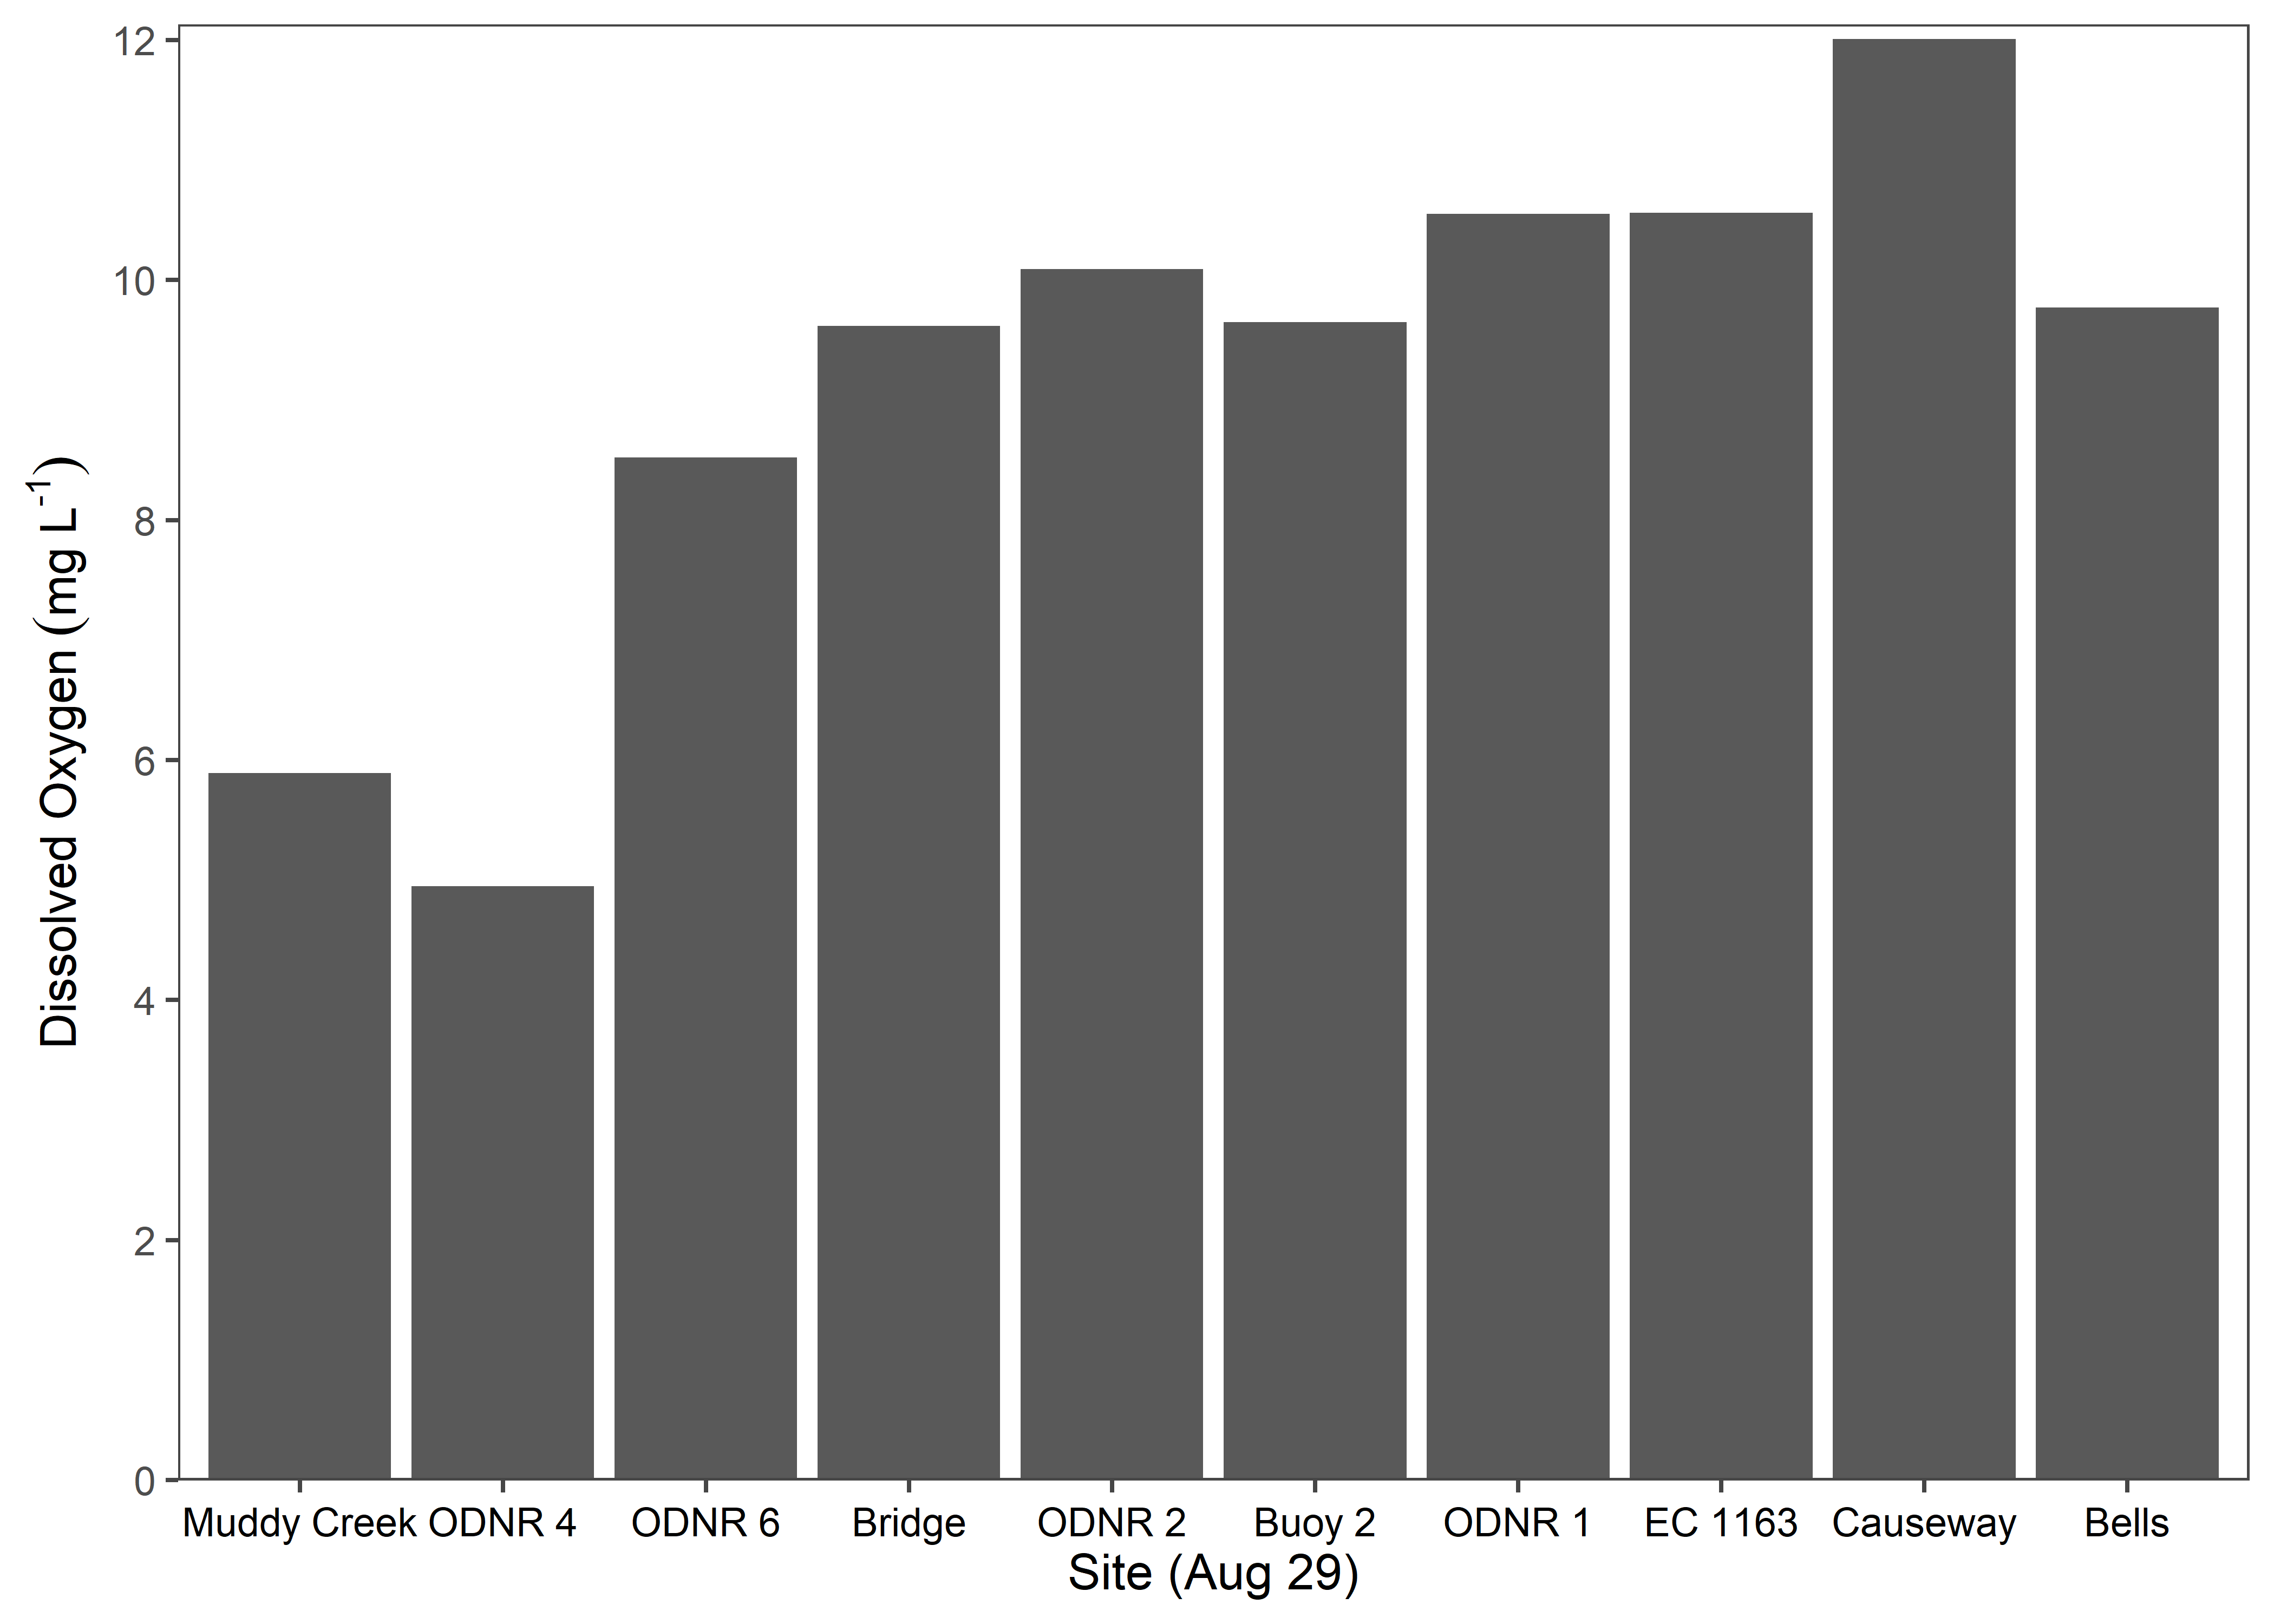 Dissolved Oxygen (mg L⁻¹)
12
10
8
6
4
2
0
Muddy Creek ODNR 4 ODNR 6 Bridge ODNR 2 Buoy 2 ODNR 1 EC 1163 Causeway Bells
Site (Aug 29)